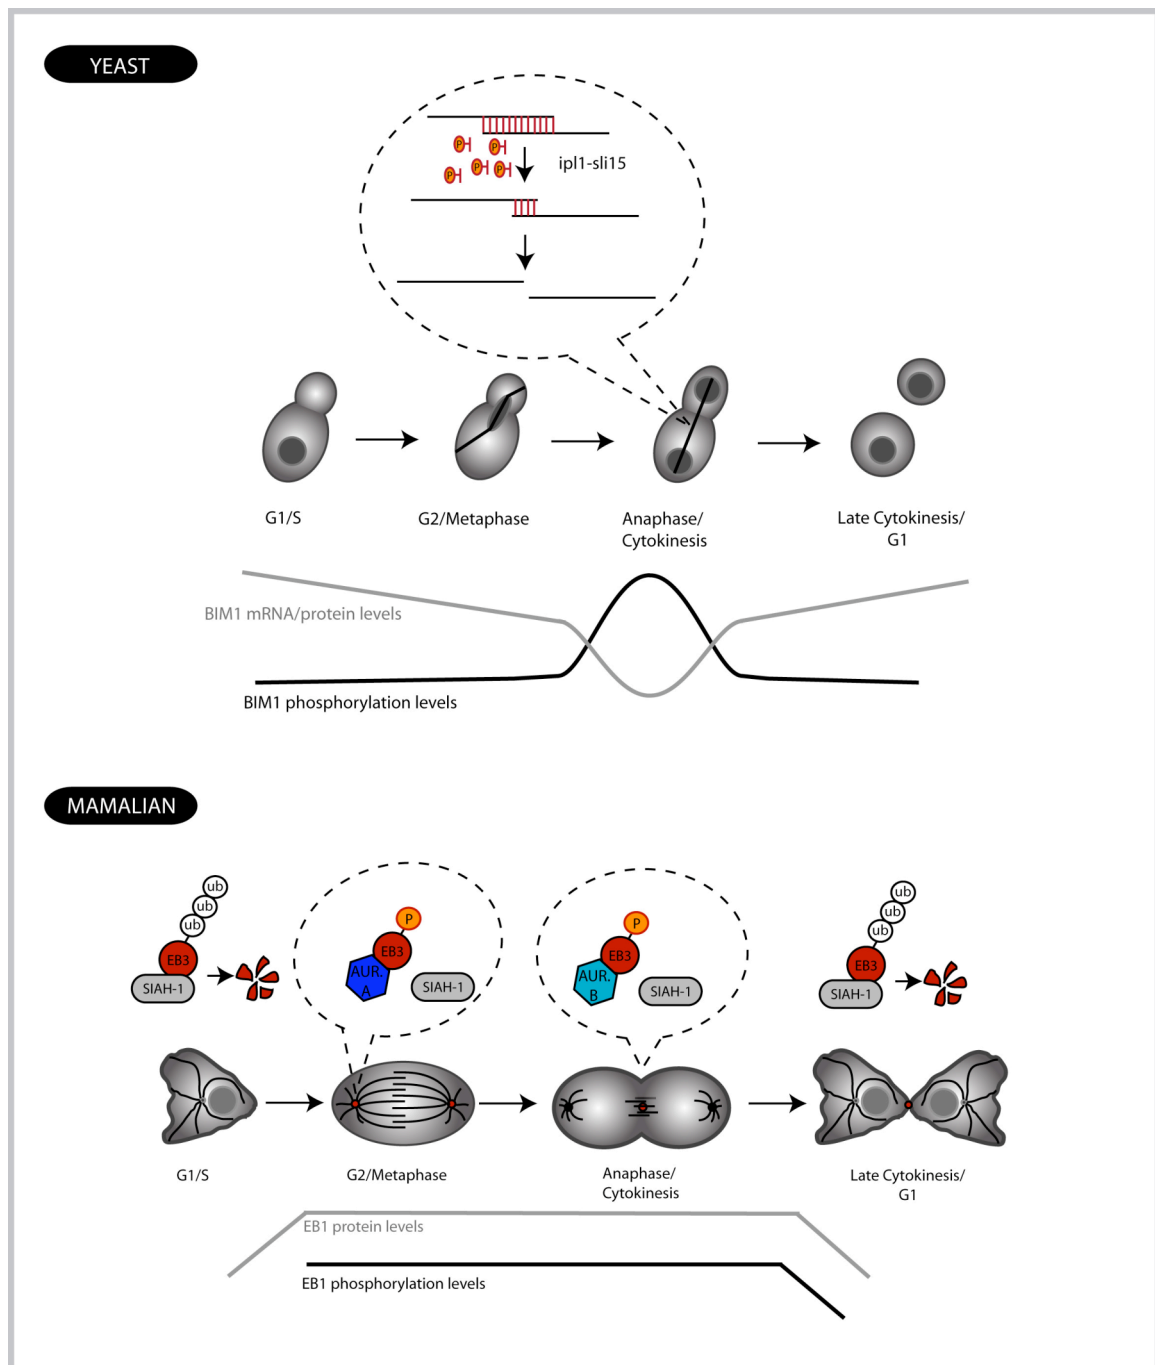 YEAST
P
P
P
P
P
ipl1-sli15
G1/S
G2/Metaphase
Anaphase/
Cytokinesis
Late Cytokinesis/
G1
BIM1 mRNA/protein levels
BIM1 phosphorylation levels
MAMALIAN
ub
ub
ub
EB3
SIAH-1
P
EB3
AUR.
A
SIAH-1
P
EB3
AUR.
B
SIAH-1
ub
ub
ub
EB3
SIAH-1
G1/S
G2/Metaphase
Anaphase/
Cytokinesis
Late Cytokinesis/
G1
EB1 protein levels
EB1 phosphorylation levels